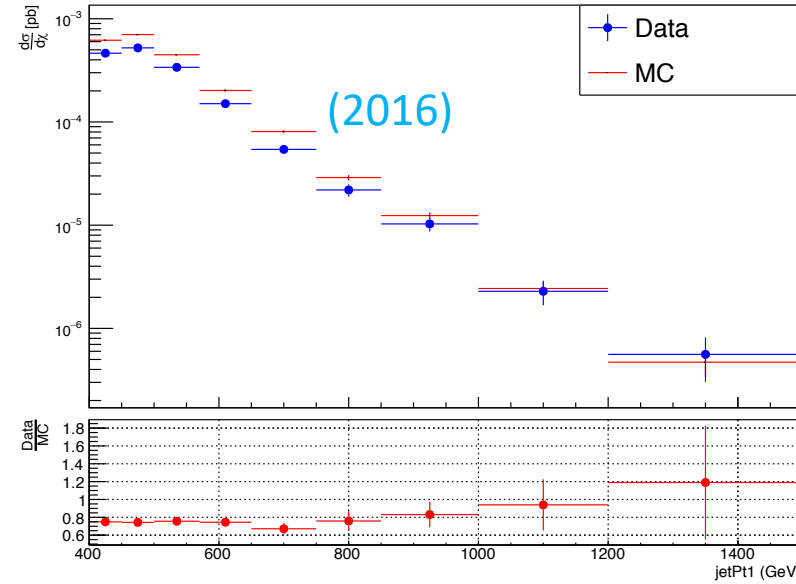 dσ/dχ [pb]
10⁻³
10⁻⁴
10⁻⁵
10⁻⁶
Data
MC
(2016)
Data/MC
1.8
1.6
1.4
1.2
1
0.8
0.6
400 600 800 1000 1200 1400
jetPt1 (GeV